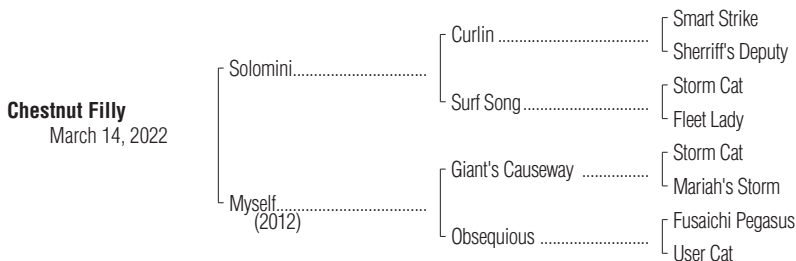 Smart Strike
Curlin
Sherriff's Deputy
Solomini
Storm Cat
Surf Song
Fleet Lady
Chestnut Filly
March 14, 2022
Storm Cat
Giant's Causeway
Mariah's Storm
Myself
(2012)
Fusaichi Pegasus
Obsequious
User Cat